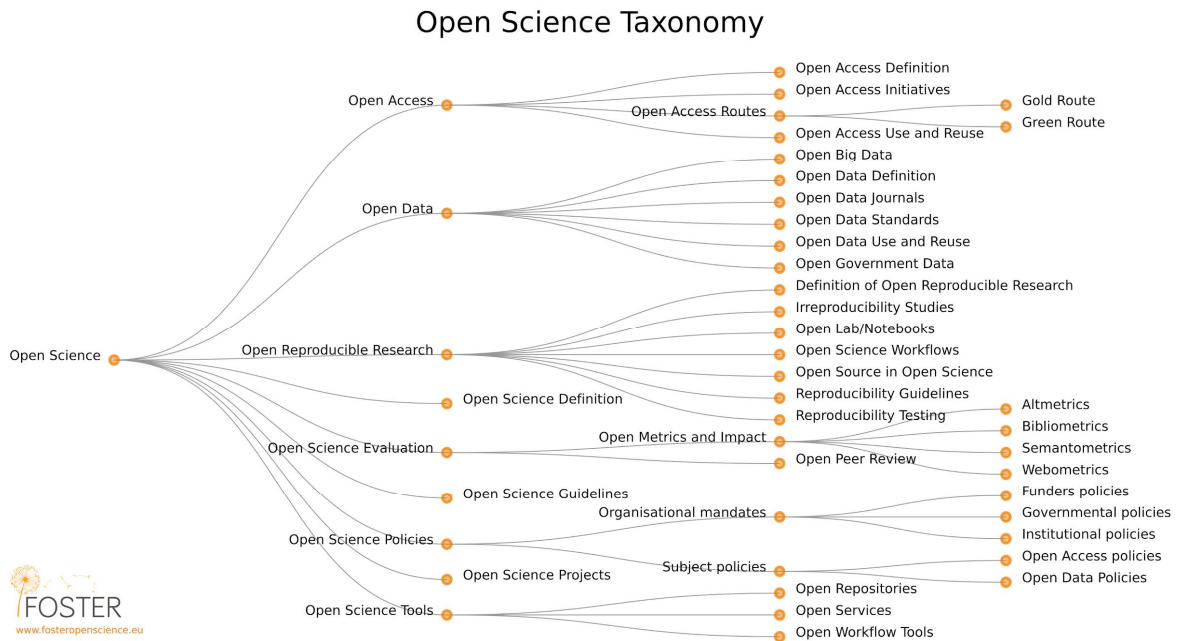 Open Science Taxonomy
Open Science
Open Access
Open Access Definition
Open Access Initiatives
Open Access Routes
Gold Route
Green Route
Open Access Use and Reuse
Open Data
Open Big Data
Open Data Definition
Open Data Journals
Open Data Standards
Open Data Use and Reuse
Open Government Data
Open Reproducible Research
Definition of Open Reproducible Research
Irreproducibility Studies
Open Lab/Notebooks
Open Science Workflows
Open Source in Open Science
Reproducibility Guidelines
Reproducibility Testing
Open Science Definition
Open Science Evaluation
Open Metrics and Impact
Altmetrics
Bibliometrics
Semantometrics
Webometrics
Open Peer Review
Open Science Guidelines
Open Science Policies
Organisational mandates
Funders policies
Governmental policies
Institutional policies
Subject policies
Open Access policies
Open Data Policies
Open Science Projects
Open Science Tools
Open Repositories
Open Services
Open Workflow Tools
FOSTER
www.fosteropenscience.eu